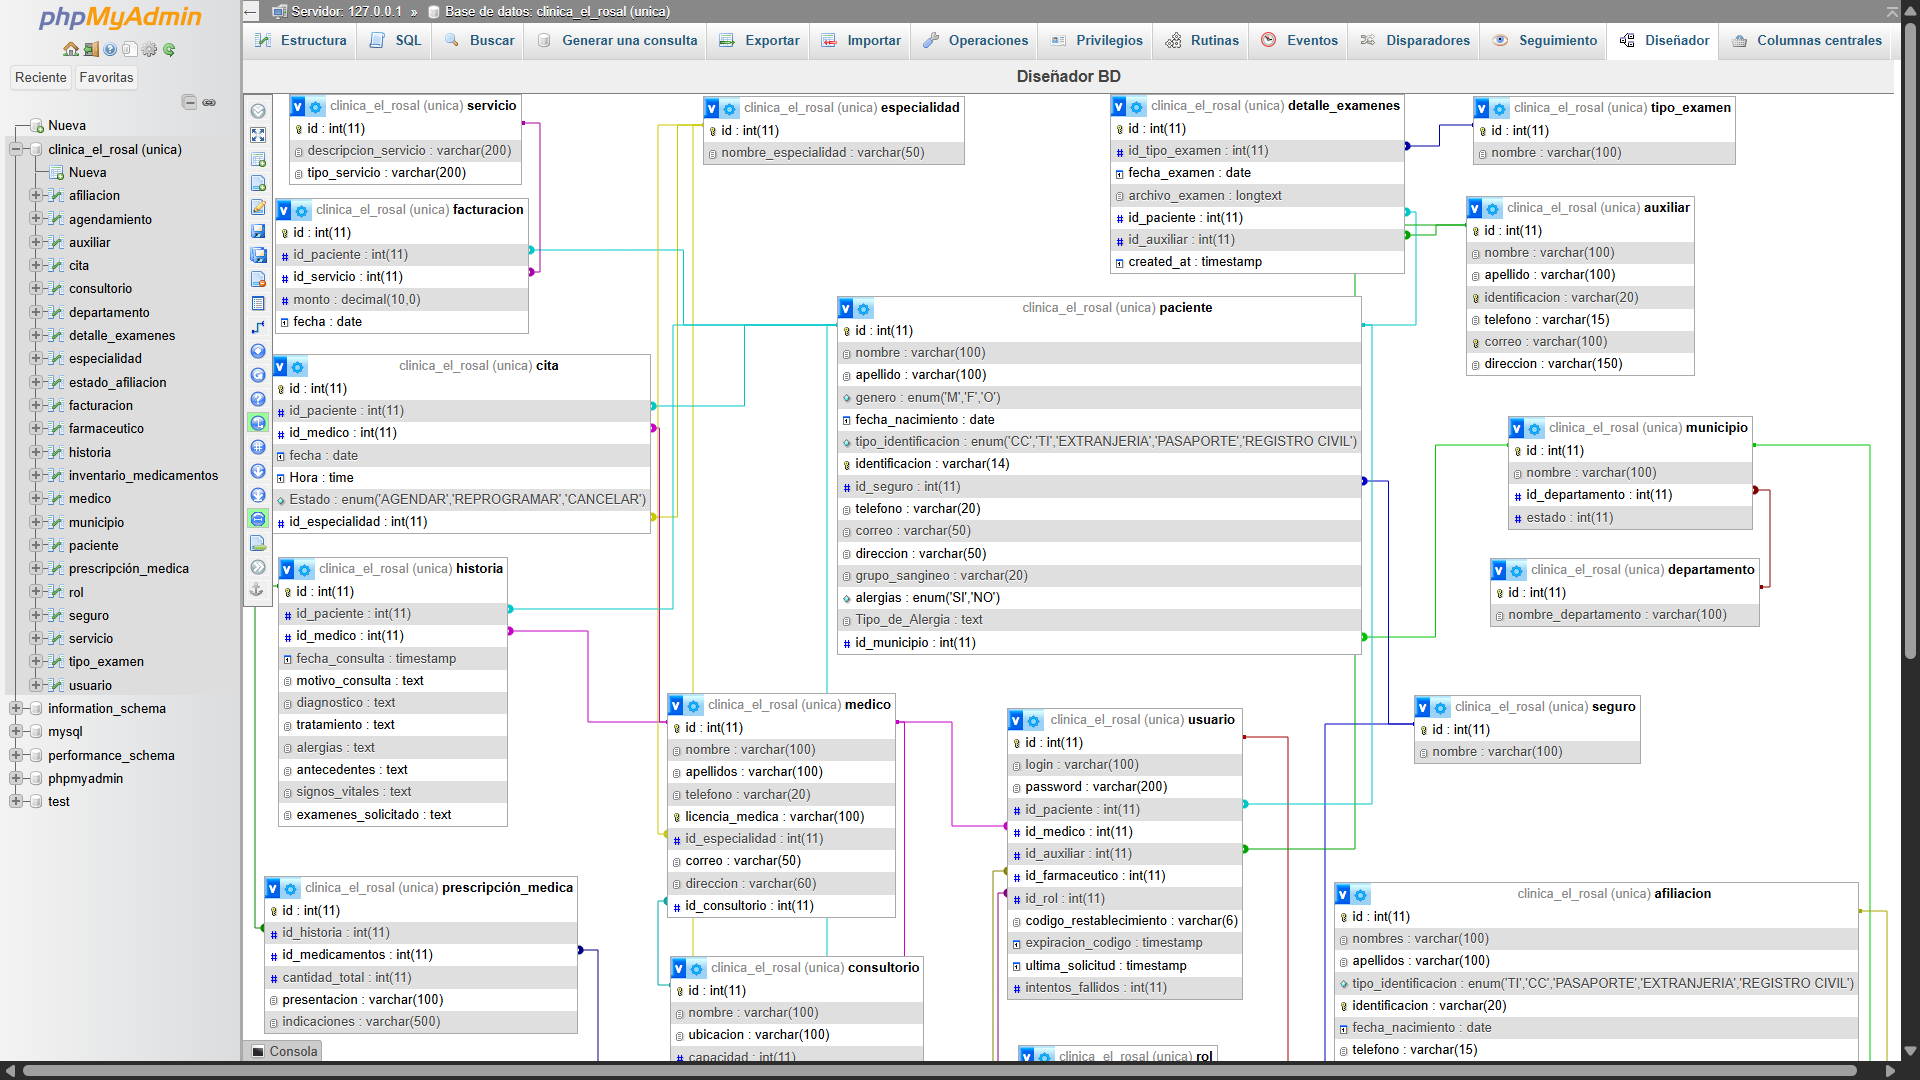 phpMyAdmin
Reciente
Favoritas
Nueva
clinica_el_rosal (unica)
Nueva
afiliacion
agendamiento
auxiliar
cita
consultorio
departamento
detalle_examenes
especialidad
estado_afiliacion
facturacion
farmaceutico
historia
inventario_medicamentos
medico
municipio
paciente
prescripción_medica
rol
seguro
servicio
tipo_examen
usuario
information_schema
mysql
performance_schema
phpmyadmin
test
Servidor: 127.0.0.1 » Base de datos: clinica_el_rosal (unica)
Estructura
SQL
Buscar
Generar una consulta
Exportar
Importar
Operaciones
Privilegios
Rutinas
Eventos
Disparadores
Seguimiento
Diseñador
Columnas centrales
Diseñador BD
clinica_el_rosal (unica) servicio
id : int(11)
descripcion_servicio : varchar(200)
tipo_servicio : varchar(200)
clinica_el_rosal (unica) facturacion
id : int(11)
id_paciente : int(11)
id_servicio : int(11)
monto : decimal(10,0)
fecha : date
clinica_el_rosal (unica) cita
id : int(11)
id_paciente : int(11)
id_medico : int(11)
fecha : date
Hora : time
Estado : enum('AGENDAR','REPROGRAMAR','CANCELAR')
id_especialidad : int(11)
clinica_el_rosal (unica) historia
id : int(11)
id_paciente : int(11)
id_medico : int(11)
fecha_consulta : timestamp
motivo_consulta : text
diagnostico : text
tratamiento : text
alergias : text
antecedentes : text
signos_vitales : text
examenes_solicitado : text
clinica_el_rosal (unica) prescripción_medica
id : int(11)
id_historia : int(11)
id_medicamentos : int(11)
cantidad_total : int(11)
presentacion : varchar(100)
indicaciones : varchar(500)
clinica_el_rosal (unica) especialidad
id : int(11)
nombre_especialidad : varchar(50)
clinica_el_rosal (unica) paciente
id : int(11)
nombre : varchar(100)
apellido : varchar(100)
genero : enum('M','F','O')
fecha_nacimiento : date
tipo_identificacion : enum('CC','TI','EXTRANJERIA','PASAPORTE','REGISTRO CIVIL')
identificacion : varchar(14)
id_seguro : int(11)
telefono : varchar(20)
correo : varchar(50)
direccion : varchar(50)
grupo_sangineo : varchar(20)
alergias : enum('SI','NO')
Tipo_de_Alergia : text
id_municipio : int(11)
clinica_el_rosal (unica) medico
id : int(11)
nombre : varchar(100)
apellidos : varchar(100)
telefono : varchar(20)
licencia_medica : varchar(100)
id_especialidad : int(11)
correo : varchar(50)
direccion : varchar(60)
id_consultorio : int(11)
clinica_el_rosal (unica) consultorio
id : int(11)
nombre : varchar(100)
ubicacion : varchar(100)
capacidad : int(11)
clinica_el_rosal (unica) usuario
id : int(11)
login : varchar(100)
password : varchar(200)
id_paciente : int(11)
id_medico : int(11)
id_auxiliar : int(11)
id_farmaceutico : int(11)
id_rol : int(11)
codigo_restablecimiento : varchar(6)
expiracion_codigo : timestamp
ultima_solicitud : timestamp
intentos_fallidos : int(11)
clinica_el_rosal (unica) rol
clinica_el_rosal (unica) detalle_examenes
id : int(11)
id_tipo_examen : int(11)
fecha_examen : date
archivo_examen : longtext
id_paciente : int(11)
id_auxiliar : int(11)
created_at : timestamp
clinica_el_rosal (unica) tipo_examen
id : int(11)
nombre : varchar(100)
clinica_el_rosal (unica) auxiliar
id : int(11)
nombre : varchar(100)
apellido : varchar(100)
identificacion : varchar(20)
telefono : varchar(15)
correo : varchar(100)
direccion : varchar(150)
clinica_el_rosal (unica) municipio
id : int(11)
nombre : varchar(100)
id_departamento : int(11)
estado : int(11)
clinica_el_rosal (unica) departamento
id : int(11)
nombre_departamento : varchar(100)
clinica_el_rosal (unica) seguro
id : int(11)
nombre : varchar(100)
clinica_el_rosal (unica) afiliacion
id : int(11)
nombres : varchar(100)
apellidos : varchar(100)
tipo_identificacion : enum('TI','CC','PASAPORTE','EXTRANJERIA','REGISTRO CIVIL')
identificacion : varchar(20)
fecha_nacimiento : date
telefono : varchar(15)
Consola